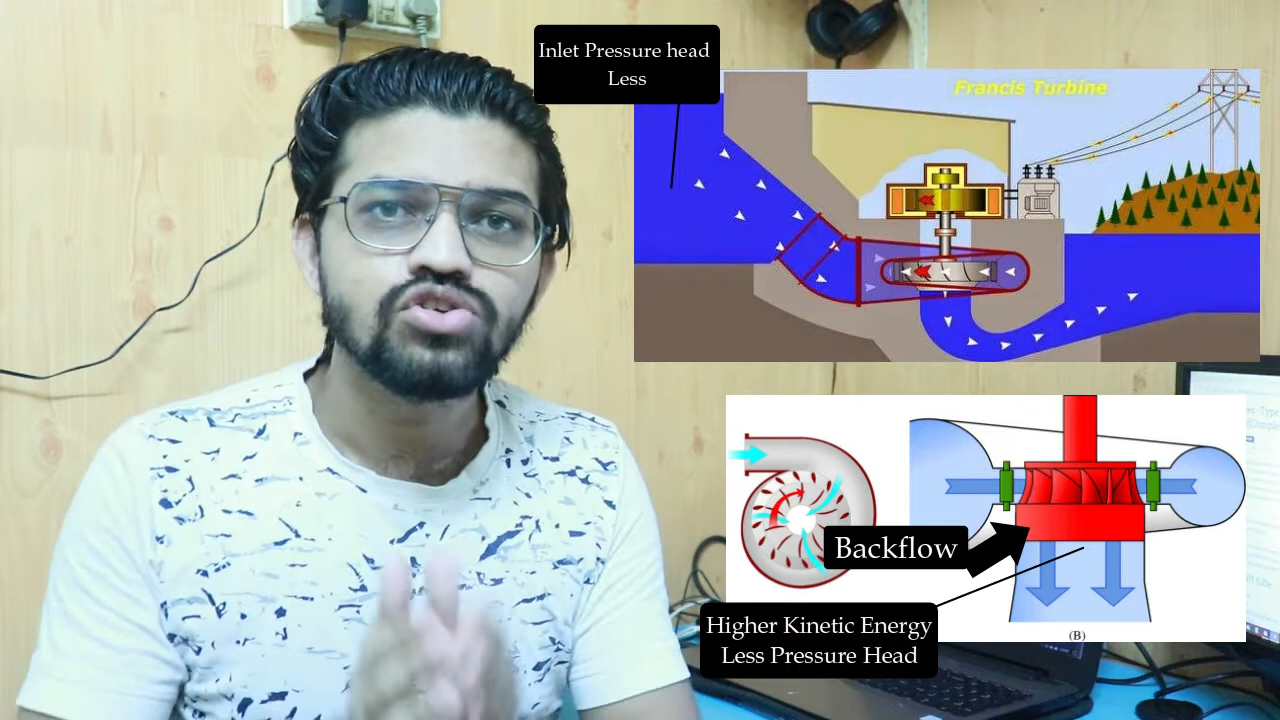 Inlet Pressure head
Less
Francis Turbine
Backflow
Higher Kinetic Energy
Less Pressure Head
(B)